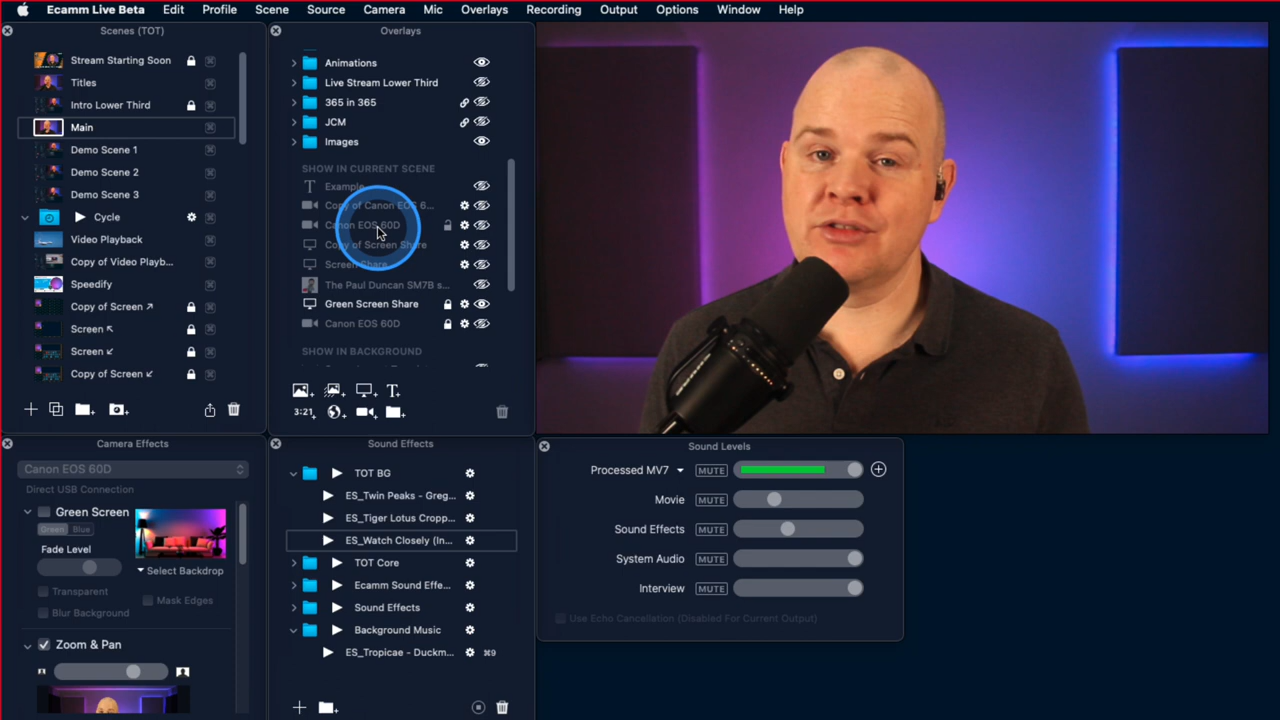 Ecamm Live Beta Edit Profile Scene Source Camera Mic Overlays Recording Output Options Window Help
Scenes (TOT)
Stream Starting Soon
Titles
Intro Lower Third
Main
Demo Scene 1
Demo Scene 2
Demo Scene 3
Cycle
Video Playback
Copy of Video Playb...
Speedify
Copy of Screen ↗
Screen ↖
Screen ↙
Copy of Screen ↙
Overlays
Animations
Live Stream Lower Third
365 in 365
JCM
Images
SHOW IN CURRENT SCENE
Example
Copy of Canon EOS 6...
Canon EOS 60D
Copy of Screen Share
Screen Share
The Paul Duncan SM7B s...
Green Screen Share
Canon EOS 60D
SHOW IN BACKGROUND
3:21
Camera Effects
Canon EOS 60D
Direct USB Connection
Green Screen
Green Blue
Fade Level
Select Backdrop
Transparent
Mask Edges
Blur Background
Zoom & Pan
Sound Effects
TOT BG
ES_Twin Peaks - Greg...
ES_Tiger Lotus Cropp...
ES_Watch Closely (In...
TOT Core
Ecamm Sound Effe...
Sound Effects
Background Music
ES_Tropicae - Duckm... ⌘9
Sound Levels
Processed MV7 MUTE
Movie MUTE
Sound Effects MUTE
System Audio MUTE
Interview MUTE
Use Echo Cancellation (Disabled For Current Output)